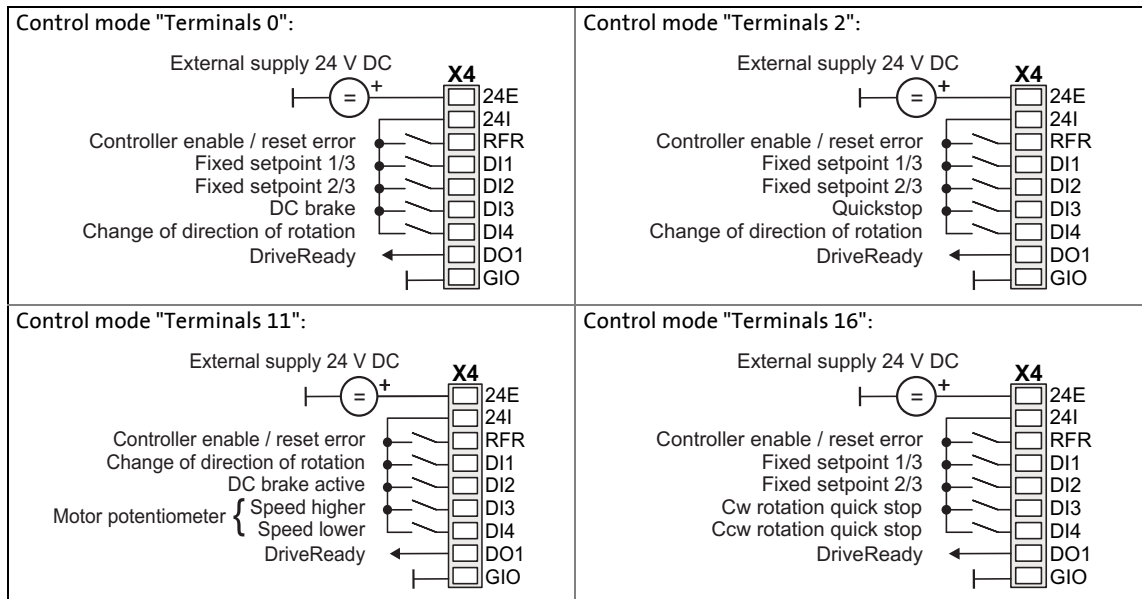 Control mode "Terminals 0":
External supply 24 V DC
X4
=
+
24E
24I
Controller enable / reset error
RFR
Fixed setpoint 1/3
DI1
Fixed setpoint 2/3
DI2
DC brake
DI3
Change of direction of rotation
DI4
DriveReady
DO1
GIO
Control mode "Terminals 2":
External supply 24 V DC
X4
=
+
24E
24I
Controller enable / reset error
RFR
Fixed setpoint 1/3
DI1
Fixed setpoint 2/3
DI2
Quickstop
DI3
Change of direction of rotation
DI4
DriveReady
DO1
GIO
Control mode "Terminals 11":
External supply 24 V DC
X4
=
+
24E
24I
Controller enable / reset error
RFR
Change of direction of rotation
DI1
DC brake active
DI2
Motor potentiometer {
Speed higher
DI3
Speed lower
DI4
DriveReady
DO1
GIO
Control mode "Terminals 16":
External supply 24 V DC
X4
=
+
24E
24I
Controller enable / reset error
RFR
Fixed setpoint 1/3
DI1
Fixed setpoint 2/3
DI2
Cw rotation quick stop
DI3
Ccw rotation quick stop
DI4
DriveReady
DO1
GIO